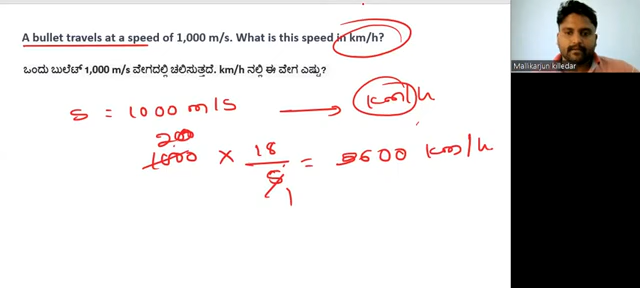 A bullet travels at a speed of 1,000 m/s. What is this speed in km/h?
ಒಂದು ಬುಲೆಟ್ 1,000 m/s ವೇಗದಲ್ಲಿ ಚಲಿಸುತ್ತದೆ. km/h ನಲ್ಲಿ ಈ ವೇಗ ಎಷ್ಟು?
Mallikarjun killedar
S = 1000 m/s → km/h
200
1000 × 18/5 = 3600 km/h
1